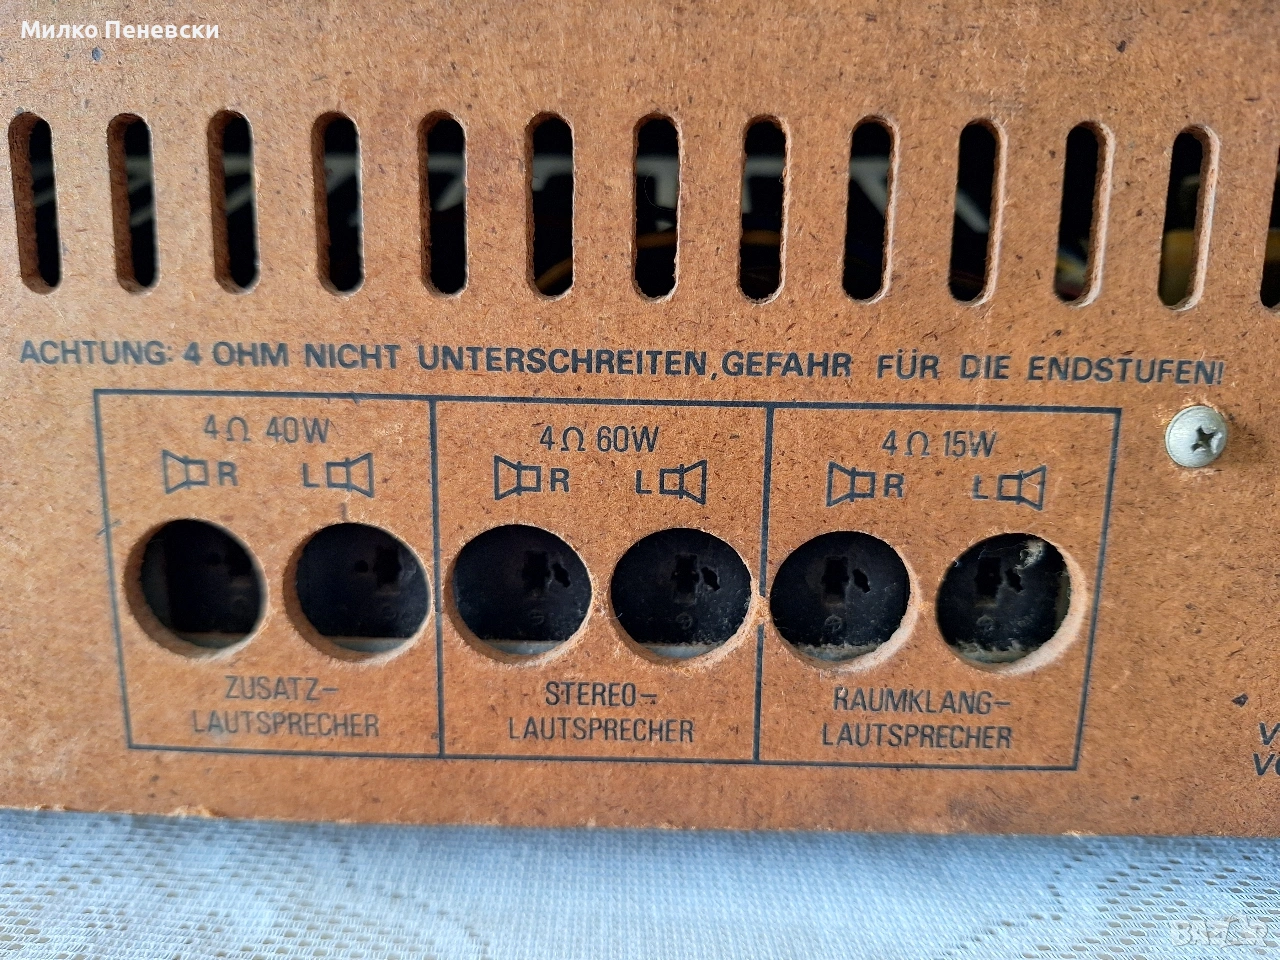 Милко Пеневски
ACHTUNG: 4 OHM NICHT UNTERSCHREITEN, GEFAHR FÜR DIE ENDSTUFEN!
4Ω 40W
R L
ZUSATZ-
LAUTSPRECHER
4Ω 60W
R L
STEREO-
LAUTSPRECHER
4Ω 15W
R L
RAUMKLANG-
LAUTSPRECHER